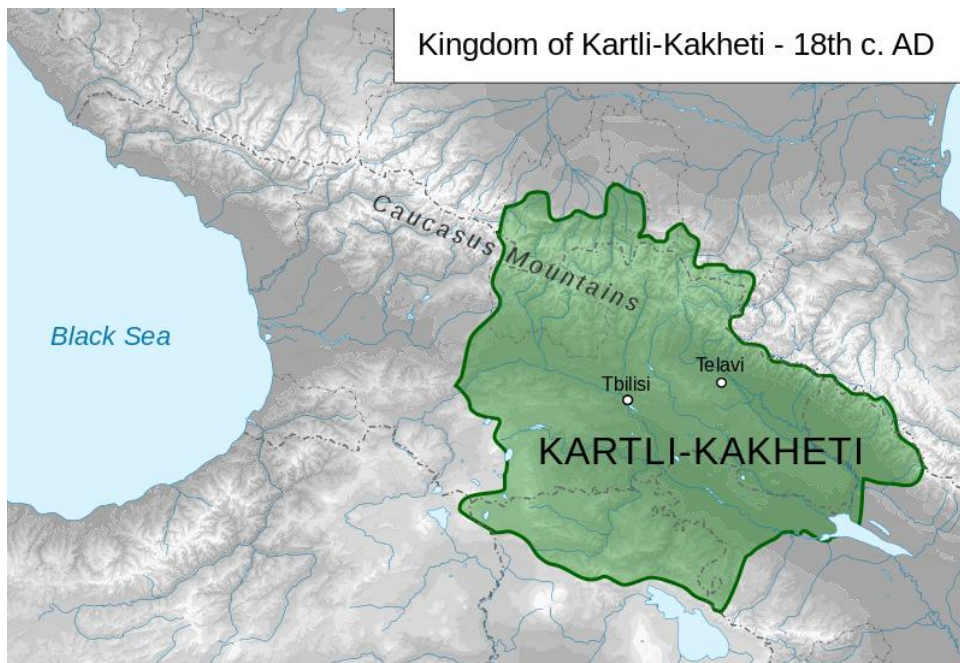 Kingdom of Kartli-Kakheti - 18th c. AD
Caucasus Mountains
Black Sea
Telavi
Tbilisi
KARTLI-KAKHETI